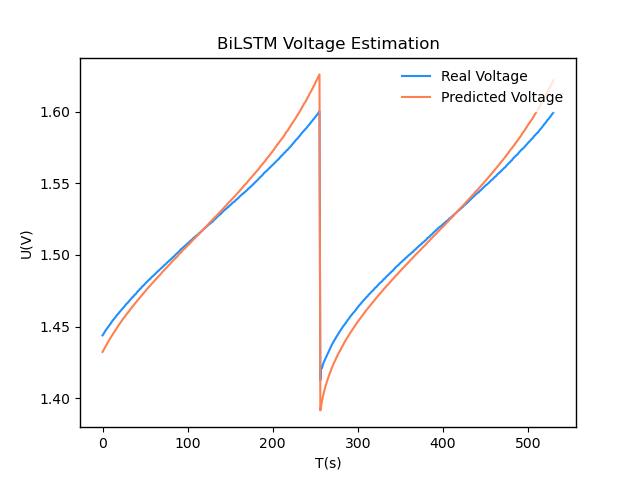 BiLSTM Voltage Estimation
Real Voltage
Predicted Voltage
1.60
1.55
1.50
1.45
1.40
U(V)
0 100 200 300 400 500
T(s)